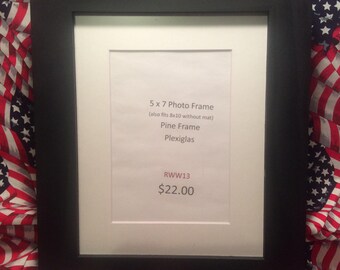 5 x 7 Photo Frame
(also fits 8x10 without mat)
Pine Frame
Plexiglas
RWW13
$22.00